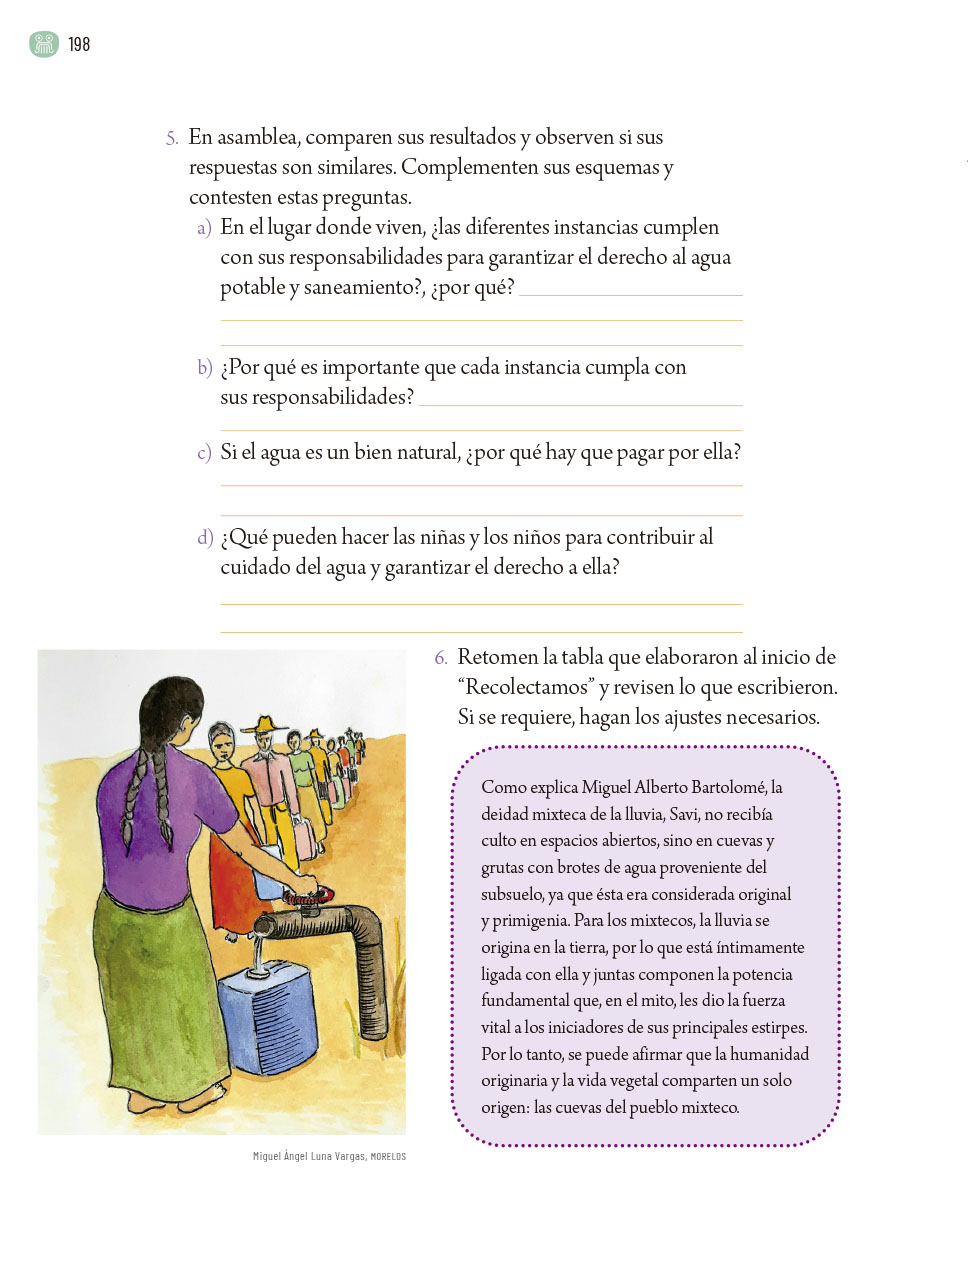 198
5. En asamblea, comparen sus resultados y observen si sus
respuestas son similares. Complementen sus esquemas y
contesten estas preguntas.
a) En el lugar donde viven, ¿las diferentes instancias cumplen
con sus responsabilidades para garantizar el derecho al agua
potable y saneamiento?, ¿por qué?
b) ¿Por qué es importante que cada instancia cumpla con
sus responsabilidades?
c) Si el agua es un bien natural, ¿por qué hay que pagar por ella?
d) ¿Qué pueden hacer las niñas y los niños para contribuir al
cuidado del agua y garantizar el derecho a ella?
6. Retomen la tabla que elaboraron al inicio de
“Recolectamos” y revisen lo que escribieron.
Si se requiere, hagan los ajustes necesarios.
Como explica Miguel Alberto Bartolomé, la
deidad mixteca de la lluvia, Savi, no recibía
culto en espacios abiertos, sino en cuevas y
grutas con brotes de agua proveniente del
subsuelo, ya que ésta era considerada original
y primigenia. Para los mixtecos, la lluvia se
origina en la tierra, por lo que está íntimamente
ligada con ella y juntas componen la potencia
fundamental que, en el mito, les dio la fuerza
vital a los iniciadores de sus principales estirpes.
Por lo tanto, se puede afirmar que la humanidad
originaria y la vida vegetal comparten un solo
origen: las cuevas del pueblo mixteco.
Miguel Ángel Luna Vargas, MORELOS